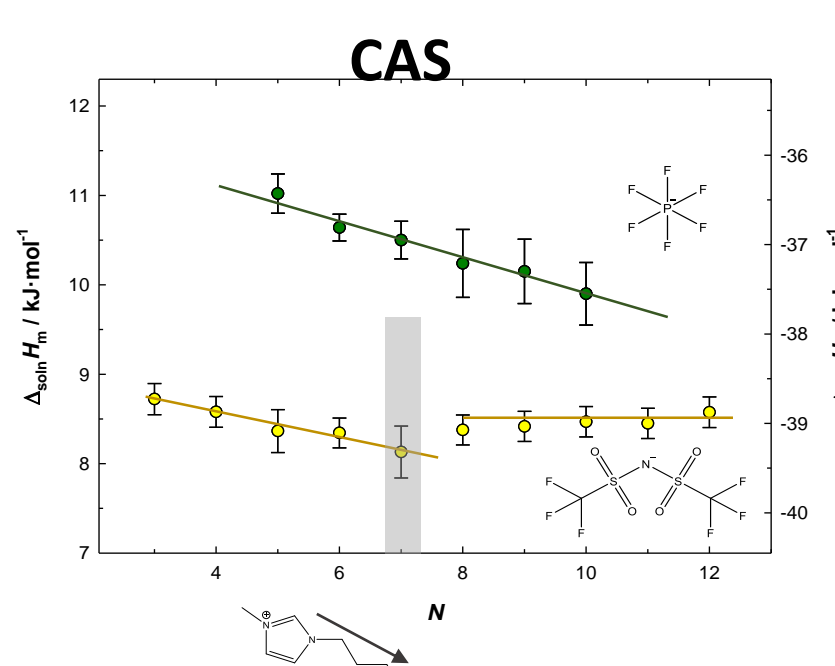 CAS
12
11
10
9
8
7
-36
-37
-38
-39
-40
4
6
8
10
12
Δsoln Hm / kJ·mol-1
N
F
F
F
P-
F
F
F
O
O
N-
F
S
S
F
F
O
O
F
F
F
⊕
N
N